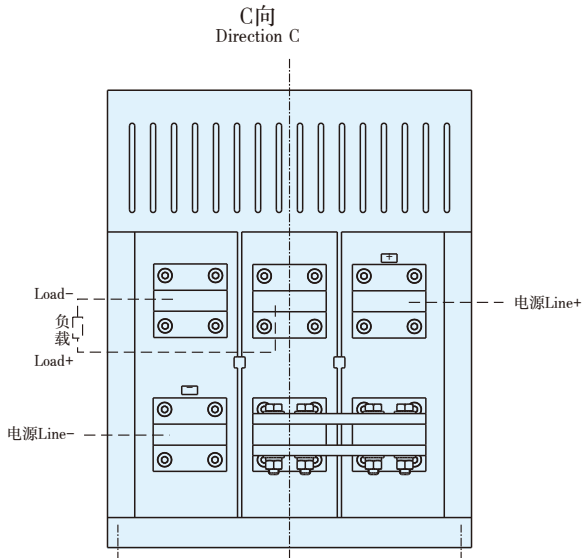 C向
Direction C
+
Load-
电源Line+
负
载
Load+
-
电源Line-